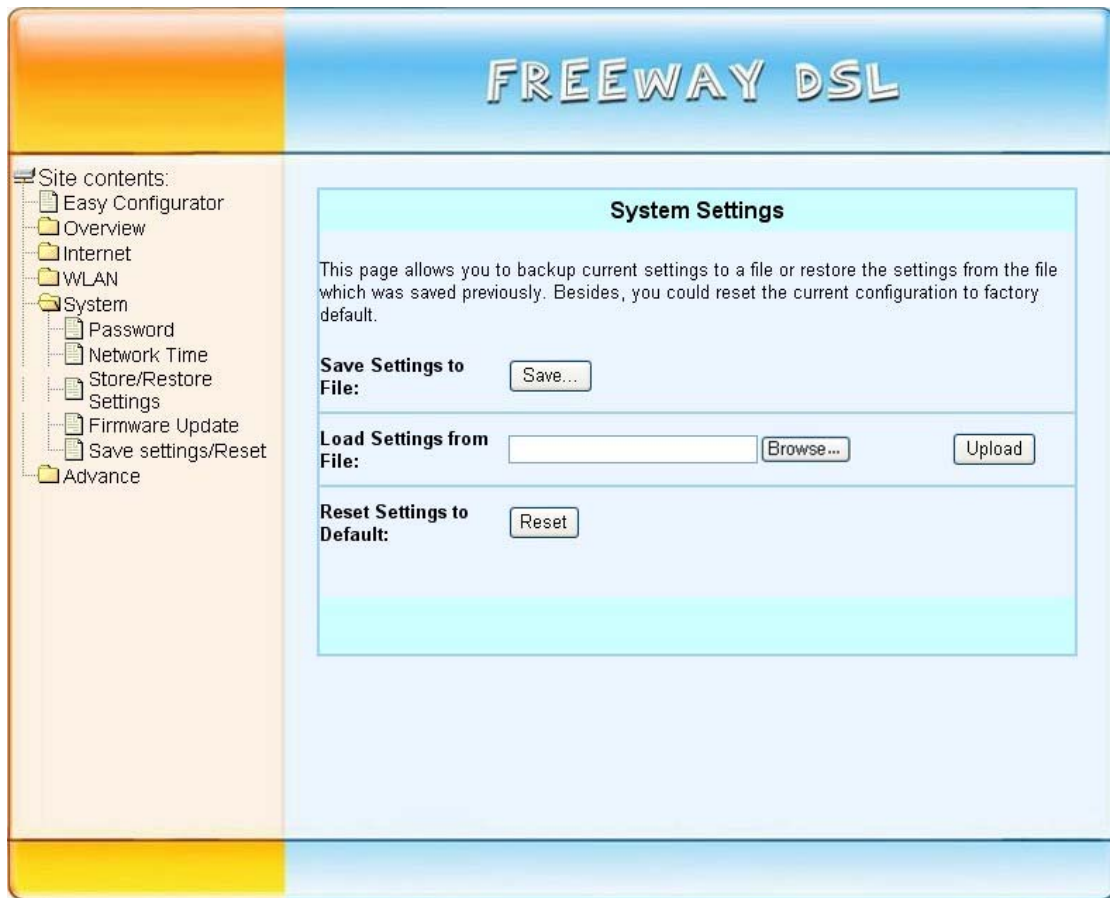 FREEWAY DSL
Site contents:
Easy Configurator
Overview
Internet
WLAN
System
Password
Network Time
Store/Restore
Settings
Firmware Update
Save settings/Reset
Advance
System Settings
This page allows you to backup current settings to a file or restore the settings from the file
which was saved previously. Besides, you could reset the current configuration to factory
default.
Save Settings to
File:
Save...
Load Settings from
File:
Browse...
Upload
Reset Settings to
Default:
Reset